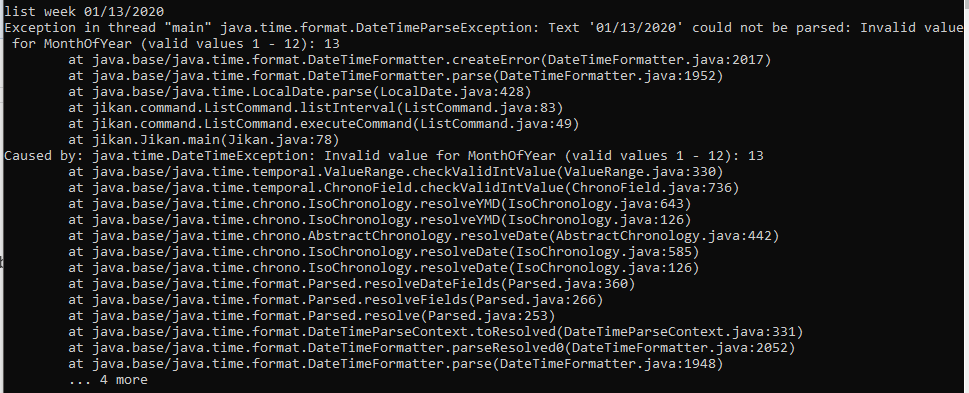 list week 01/13/2020
Exception in thread "main" java.time.format.DateTimeParseException: Text '01/13/2020' could not be parsed: Invalid value
 for MonthOfYear (valid values 1 - 12): 13
        at java.base/java.time.format.DateTimeFormatter.createError(DateTimeFormatter.java:2017)
        at java.base/java.time.format.DateTimeFormatter.parse(DateTimeFormatter.java:1952)
        at java.base/java.time.LocalDate.parse(LocalDate.java:428)
        at jikan.command.ListCommand.listInterval(ListCommand.java:83)
        at jikan.command.ListCommand.executeCommand(ListCommand.java:49)
        at jikan.Jikan.main(Jikan.java:78)
Caused by: java.time.DateTimeException: Invalid value for MonthOfYear (valid values 1 - 12): 13
        at java.base/java.time.temporal.ValueRange.checkValidIntValue(ValueRange.java:330)
        at java.base/java.time.temporal.ChronoField.checkValidIntValue(ChronoField.java:736)
        at java.base/java.time.chrono.IsoChronology.resolveYMD(IsoChronology.java:643)
        at java.base/java.time.chrono.IsoChronology.resolveYMD(IsoChronology.java:126)
        at java.base/java.time.chrono.AbstractChronology.resolveDate(AbstractChronology.java:442)
        at java.base/java.time.chrono.IsoChronology.resolveDate(IsoChronology.java:585)
        at java.base/java.time.chrono.IsoChronology.resolveDate(IsoChronology.java:126)
        at java.base/java.time.format.Parsed.resolveDateFields(Parsed.java:360)
        at java.base/java.time.format.Parsed.resolveFields(Parsed.java:266)
        at java.base/java.time.format.Parsed.resolve(Parsed.java:253)
        at java.base/java.time.format.DateTimeParseContext.toResolved(DateTimeParseContext.java:331)
        at java.base/java.time.format.DateTimeFormatter.parseResolved0(DateTimeFormatter.java:2052)
        at java.base/java.time.format.DateTimeFormatter.parse(DateTimeFormatter.java:1948)
        ... 4 more